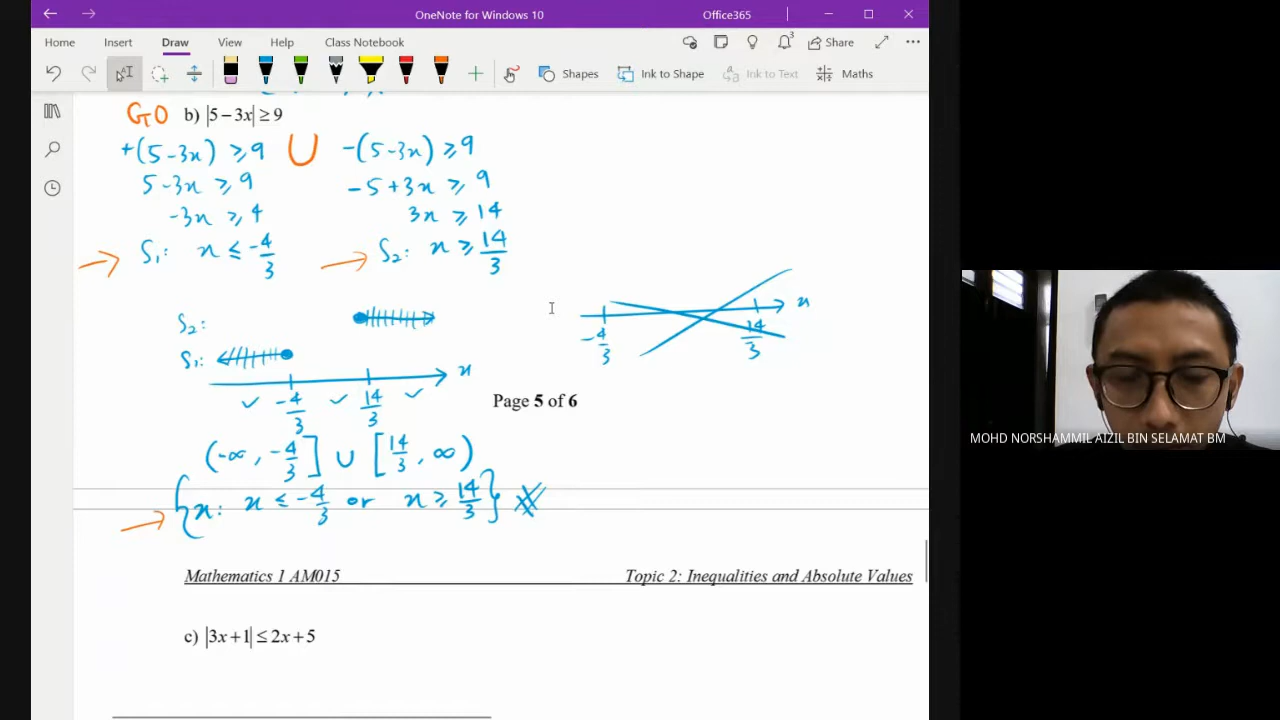 OneNote for Windows 10
Office365
Home Insert Draw View Help Class Notebook
Share
Shapes Ink to Shape Ink to Text Maths
GO b) |5 − 3x| ≥ 9
+(5-3x) ≥ 9 U -(5-3x) ≥ 9
5-3x ≥ 9 -5+3x ≥ 9
-3x ≥ 4 3x ≥ 14
S₁: x ≤ -4/3 S₂: x ≥ 14/3
S₂:
S₁:
x
-4/3 14/3
x
-4/3 14/3
Page 5 of 6
(-∞, -4/3] ∪ [14/3, ∞)
{x: x ≤ -4/3 or x ≥ 14/3}
Mathematics 1 AM015 Topic 2: Inequalities and Absolute Values
c) |3x + 1| ≤ 2x + 5
MOHD NORSHAMMIL AIZIL BIN SELAMAT BM